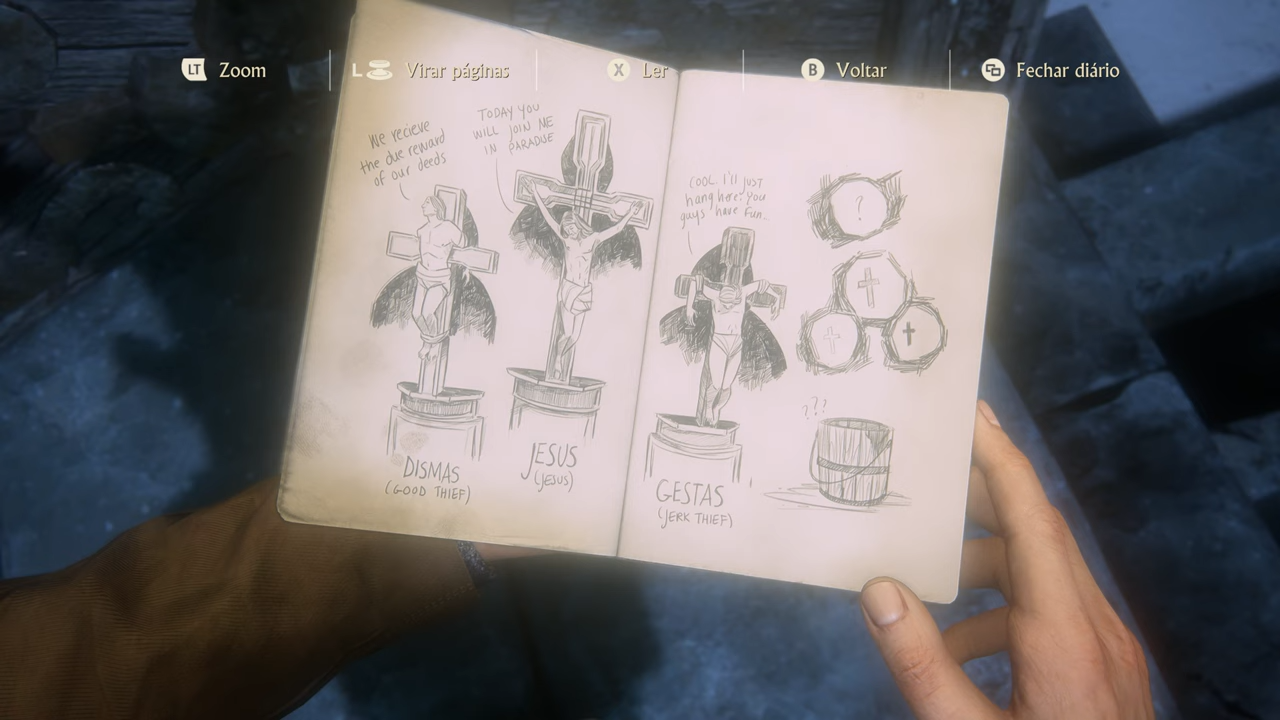 LT Zoom
L Virar páginas
X Ler
B Voltar
Fechar diário
We recieve
the due reward
of our deeds
TODAY YOU
WILL JOIN ME
IN PARADISE
DISMAS
(GOOD THIEF)
JESUS
(JESUS)
COOL. I'll JUST
hang here. you
guys have fun..
GESTAS
(JERK THIEF)
?
???